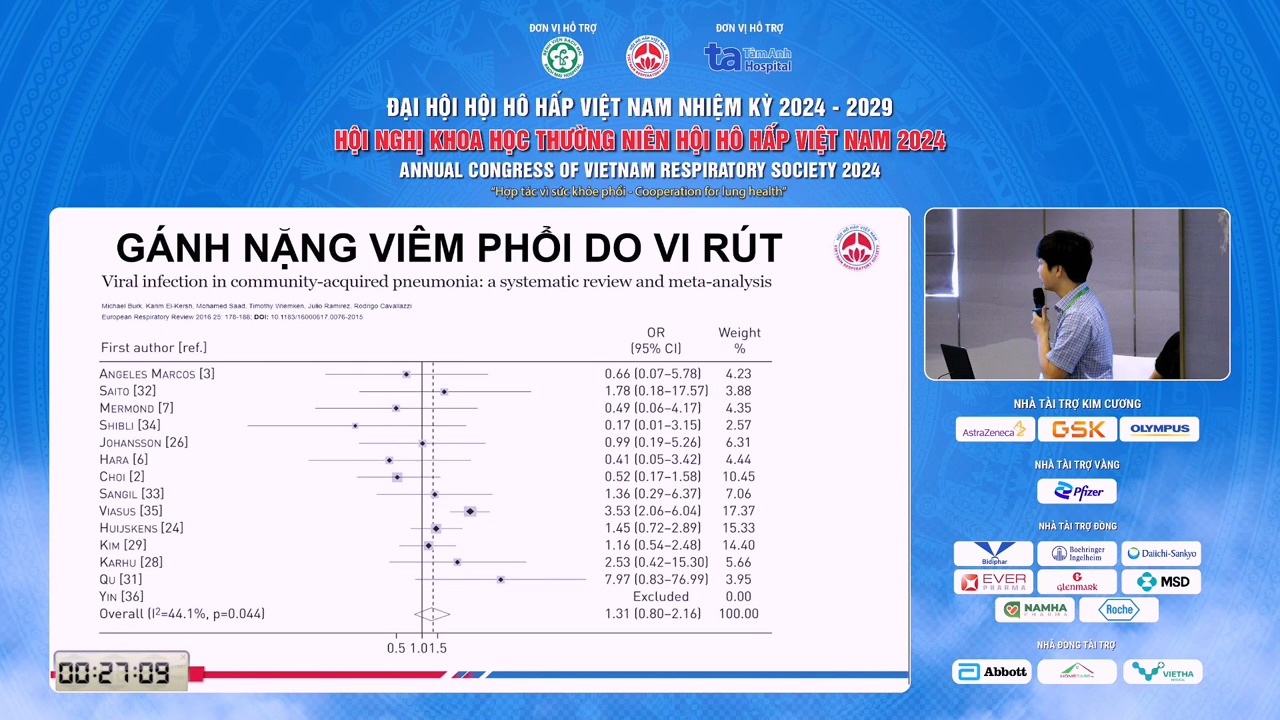 ĐƠN VỊ HỖ TRỢ
ĐƠN VỊ HỖ TRỢ
TâmAnh
Hospital
ĐẠI HỘI HỘI HÔ HẤP VIỆT NAM NHIỆM KỲ 2024 - 2029
HỘI NGHỊ KHOA HỌC THƯỜNG NIÊN HỘI HÔ HẤP VIỆT NAM 2024
ANNUAL CONGRESS OF VIETNAM RESPIRATORY SOCIETY 2024
"Hợp tác vì sức khỏe phổi - Cooperation for lung health"
GÁNH NẶNG VIÊM PHỔI DO VI RÚT
Viral infection in community-acquired pneumonia: a systematic review and meta-analysis
Michael Burk, Karim El-Kersh, Mohamed Saad, Timothy Wiemken, Julio Ramirez, Rodrigo Cavallazzi
European Respiratory Review 2016 25: 178-188; DOI: 10.1183/16000617.0076-2015
First author [ref.] OR (95% CI) Weight %
ANGELES MARCOS [3] 0.66 (0.07–5.78) 4.23
SAITO [32] 1.78 (0.18–17.57) 3.88
MERMOND [7] 0.49 (0.06–4.17) 4.35
SHIBLI [34] 0.17 (0.01–3.15) 2.57
JOHANSSON [26] 0.99 (0.19–5.26) 6.31
HARA [6] 0.41 (0.05–3.42) 4.44
CHOI [2] 0.52 (0.17–1.58) 10.45
SANGIL [33] 1.36 (0.29–6.37) 7.06
VIASUS [35] 3.53 (2.06–6.04) 17.37
HUIJSKENS [24] 1.45 (0.72–2.89) 15.33
KIM [29] 1.16 (0.54–2.48) 14.40
KARHU [28] 2.53 (0.42–15.30) 5.66
QU [31] 7.97 (0.83–76.99) 3.95
YIN [36] Excluded 0.00
Overall (I²=44.1%, p=0.044) 1.31 (0.80–2.16) 100.00
0.5 1.0 1.5
00:27:09
NHÀ TÀI TRỢ KIM CƯƠNG
AstraZeneca GSK OLYMPUS
NHÀ TÀI TRỢ VÀNG
Pfizer
NHÀ TÀI TRỢ ĐỒNG
Bidiphar Boehringer Ingelheim Daiichi-Sankyo
EVER PHARMA GLENMARK MSD
NAMHA PHARMA Roche
NHÀ ĐỒNG TÀI TRỢ
Abbott VIETHA